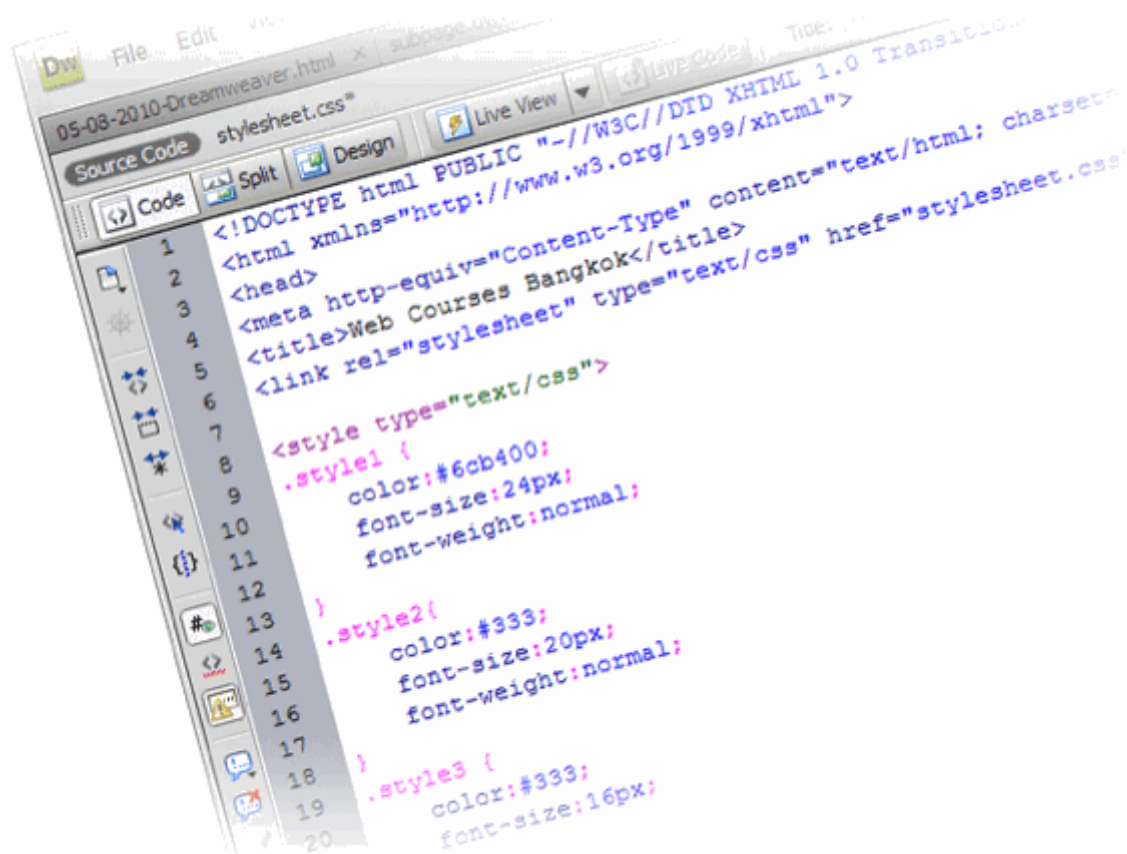 Dw File Edit
05-08-2010-Dreamweaver.html × subpage
Source Code stylesheet.css*
Code Split Design Live View Live Code Title:
1 <!DOCTYPE html PUBLIC "-//W3C//DTD XHTML 1.0 Transitio
2 <html xmlns="http://www.w3.org/1999/xhtml">
3 <head>
4 <meta http-equiv="Content-Type" content="text/html; charset=
5 <title>Web Courses Bangkok</title>
6 <link rel="stylesheet" type="text/css" href="stylesheet.css"
7
8 <style type="text/css">
9 .style1 {
10 color:#6cb400;
11 font-size:24px;
12 font-weight:normal;
13 }
14 .style2{
15 color:#333;
16 font-size:20px;
17 font-weight:normal;
18 }
19 .style3 {
20 color:#333;
font-size:16px;